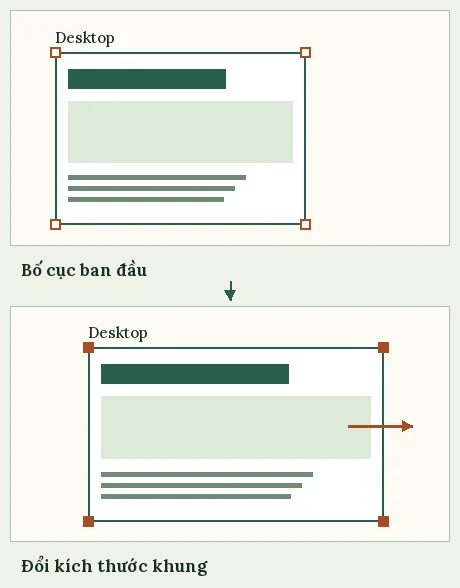 Desktop
Bố cục ban đầu
Desktop
Đổi kích thước khung